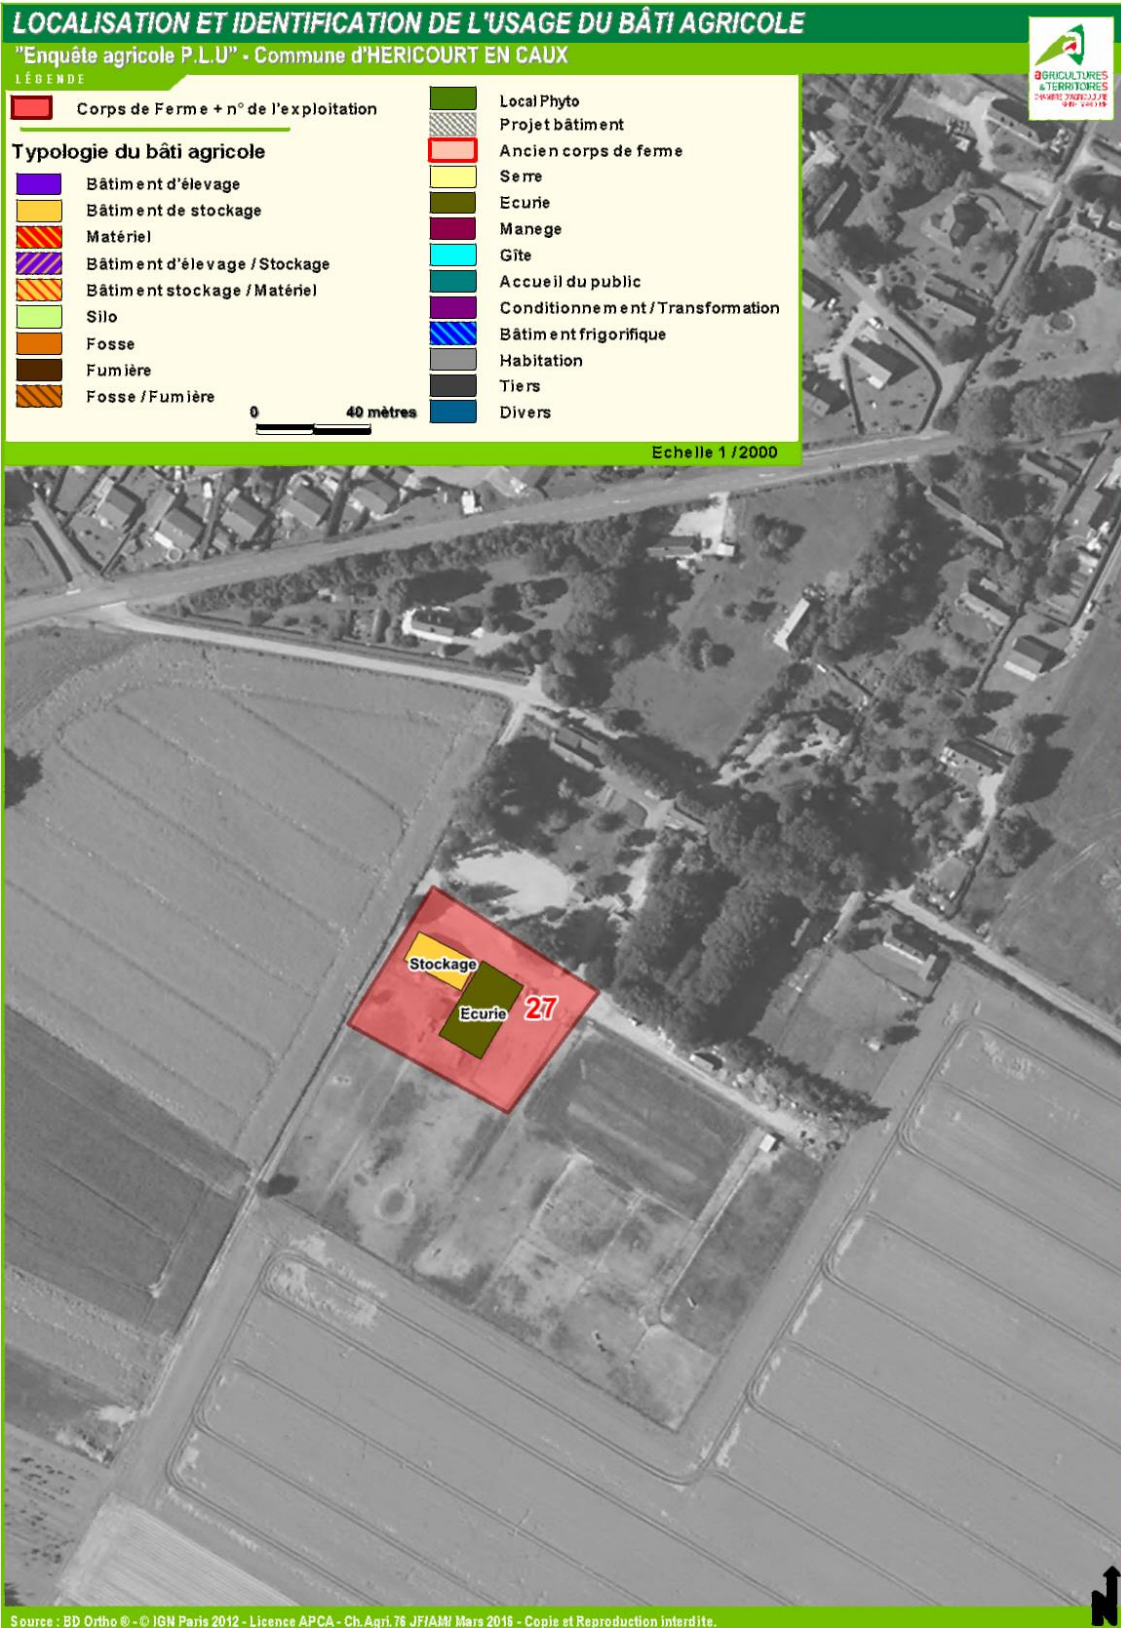 LOCALISATION ET IDENTIFICATION DE L'USAGE DU BÂTI AGRICOLE
"Enquête agricole P.L.U" - Commune d'HERICOURT EN CAUX
LÉGENDE
AGRICULTURES
& TERRITOIRES
CHAMBRE D'AGRICULTURE
SEINE-MARITIME
Corps de Ferme + n° de l'exploitation
Typologie du bâti agricole
Bâtiment d'élevage
Bâtiment de stockage
Matériel
Bâtiment d'élevage / Stockage
Bâtiment stockage / Matériel
Silo
Fosse
Fumière
Fosse / Fumière
0 40 mètres
Local Phyto
Projet bâtiment
Ancien corps de ferme
Serre
Ecurie
Manege
Gîte
Accueil du public
Conditionnement / Transformation
Bâtiment frigorifique
Habitation
Tiers
Divers
Echelle 1 / 2000
Stockage
Ecurie
27
N
Source : BD Ortho ® - © IGN Paris 2012 - Licence APCA - Ch.Agri.76 JF/AM/ Mars 2016 - Copie et Reproduction interdite.